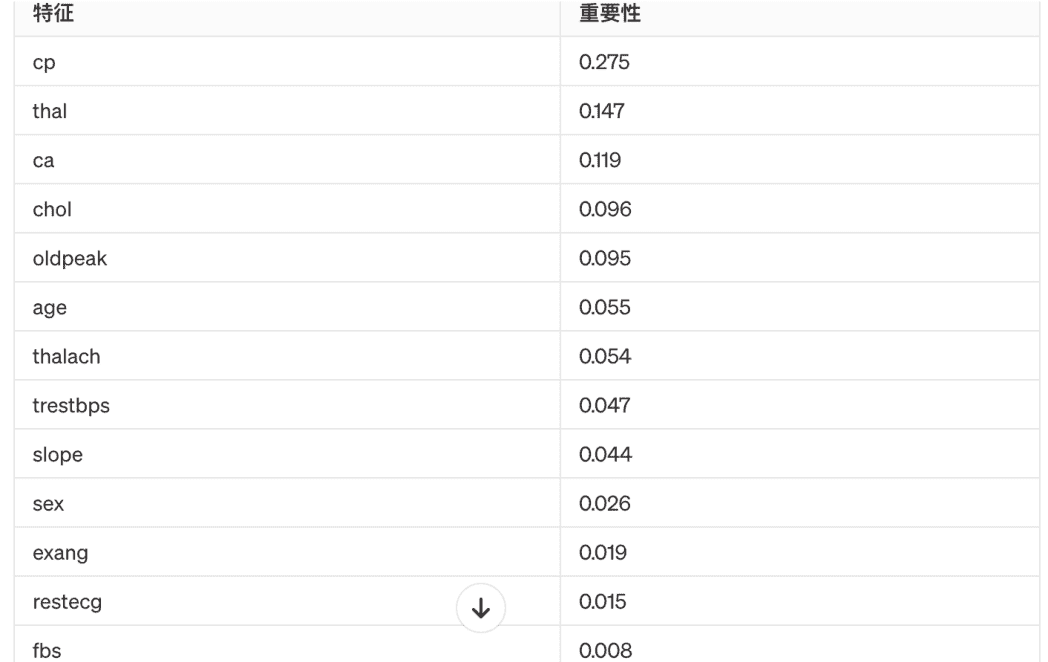 特征 重要性
cp 0.275
thal 0.147
ca 0.119
chol 0.096
oldpeak 0.095
age 0.055
thalach 0.054
trestbps 0.047
slope 0.044
sex 0.026
exang 0.019
restecg 0.015
fbs 0.008